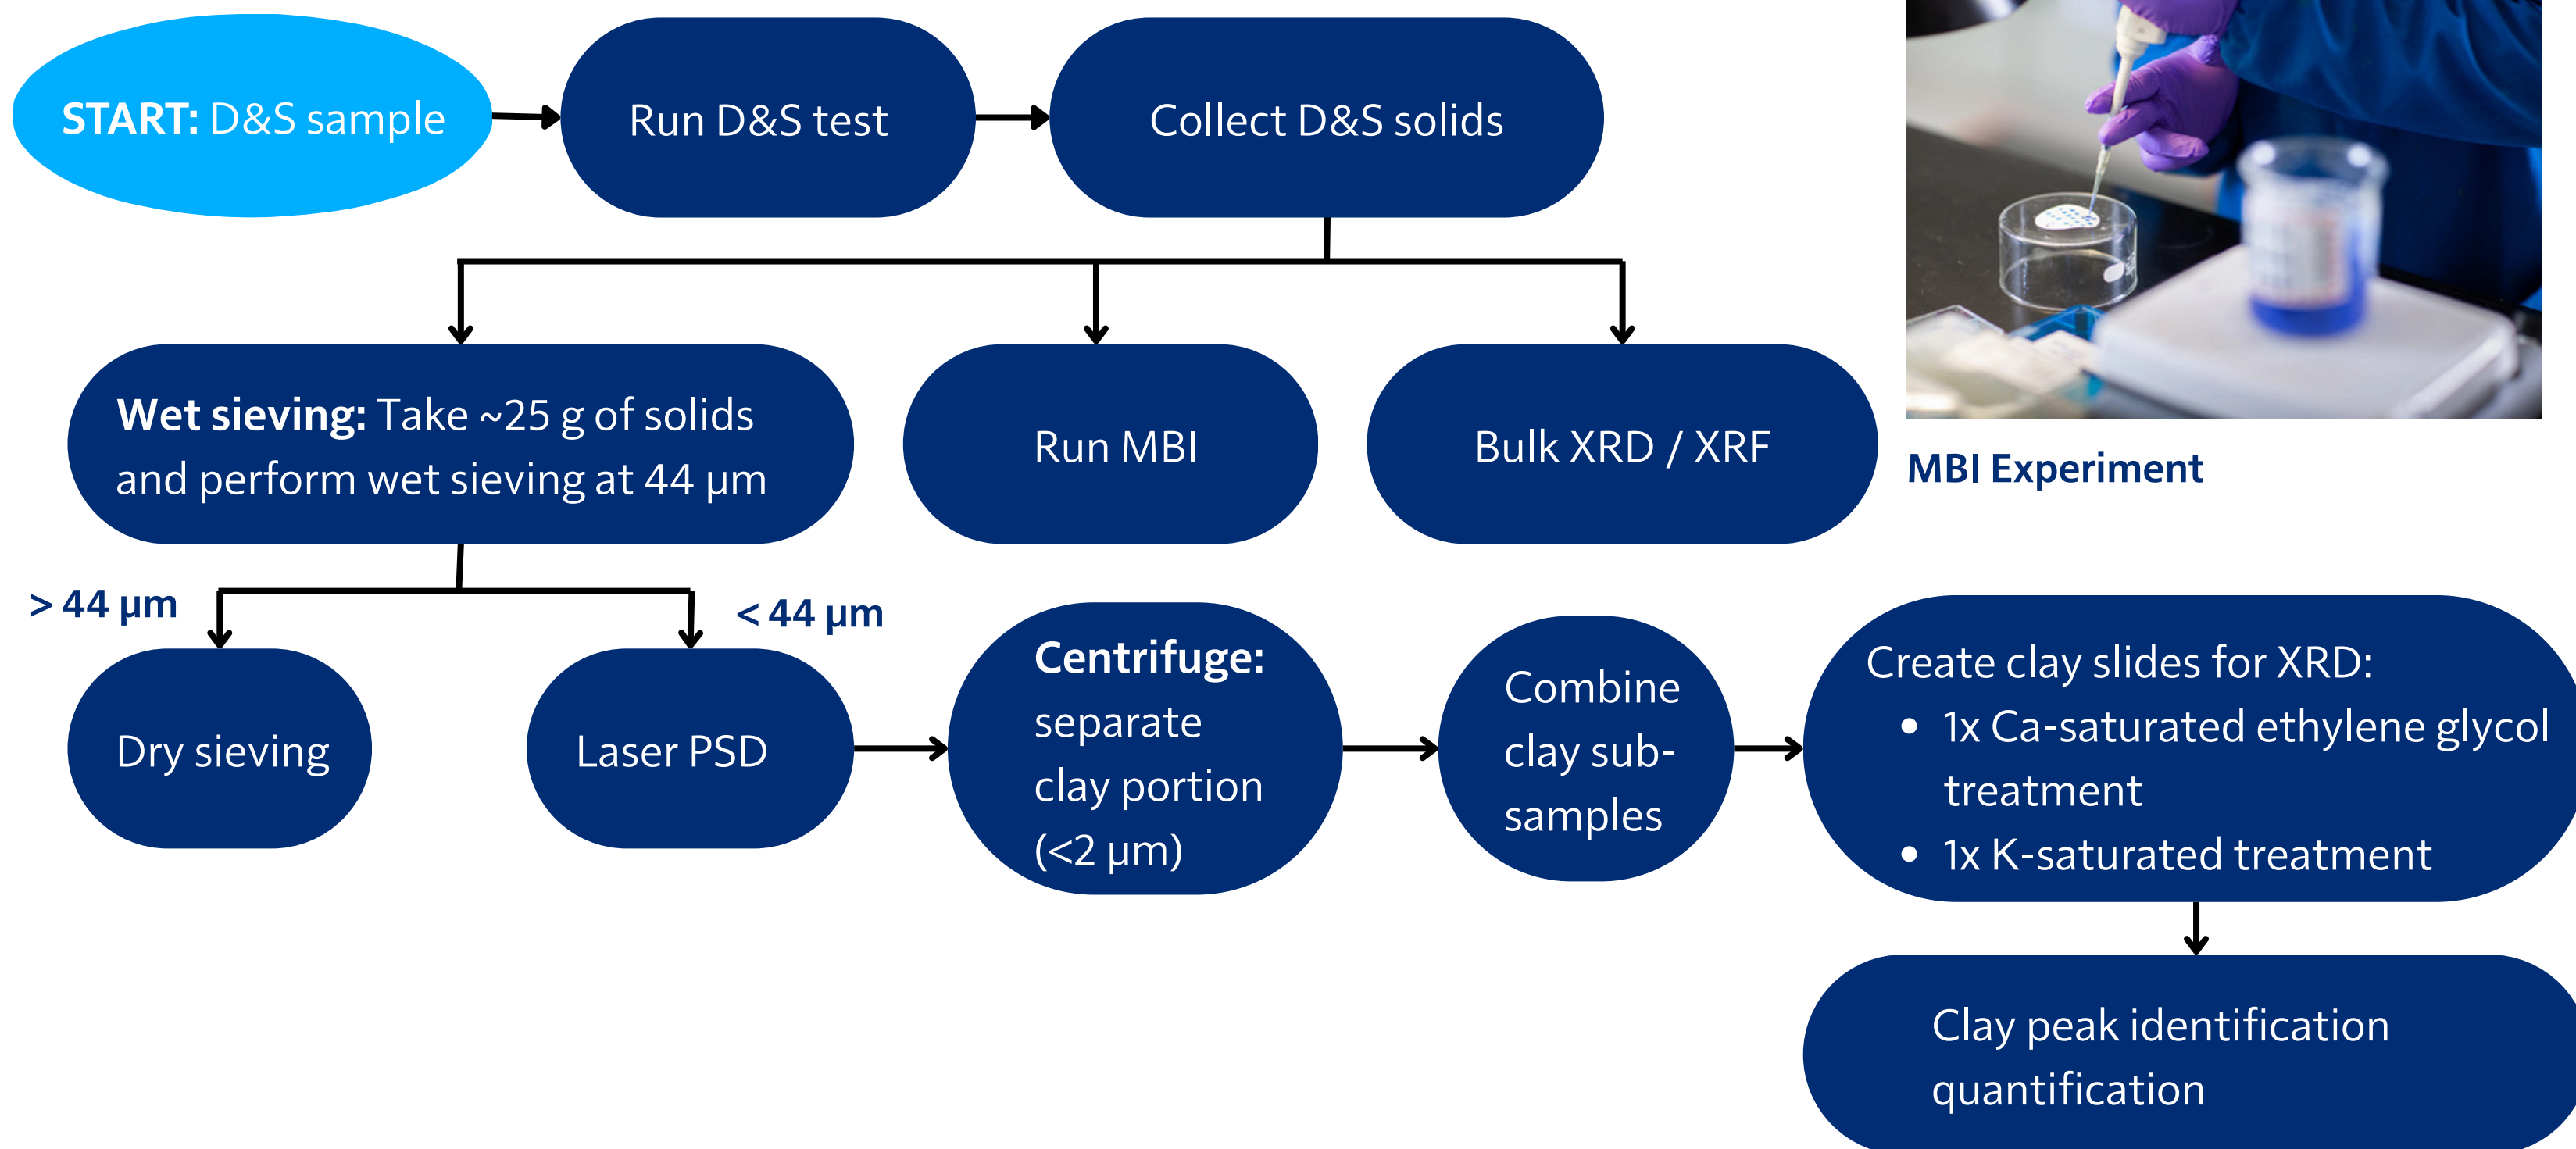 START: D&S sample
Run D&S test
Collect D&S solids
Wet sieving: Take ~25 g of solids
and perform wet sieving at 44 µm
Run MBI
Bulk XRD / XRF
MBI Experiment
> 44 µm
< 44 µm
Dry sieving
Laser PSD
Centrifuge:
separate
clay portion
(<2 µm)
Combine
clay sub-
samples
Create clay slides for XRD:
• 1x Ca-saturated ethylene glycol
treatment
• 1x K-saturated treatment
Clay peak identification
quantification